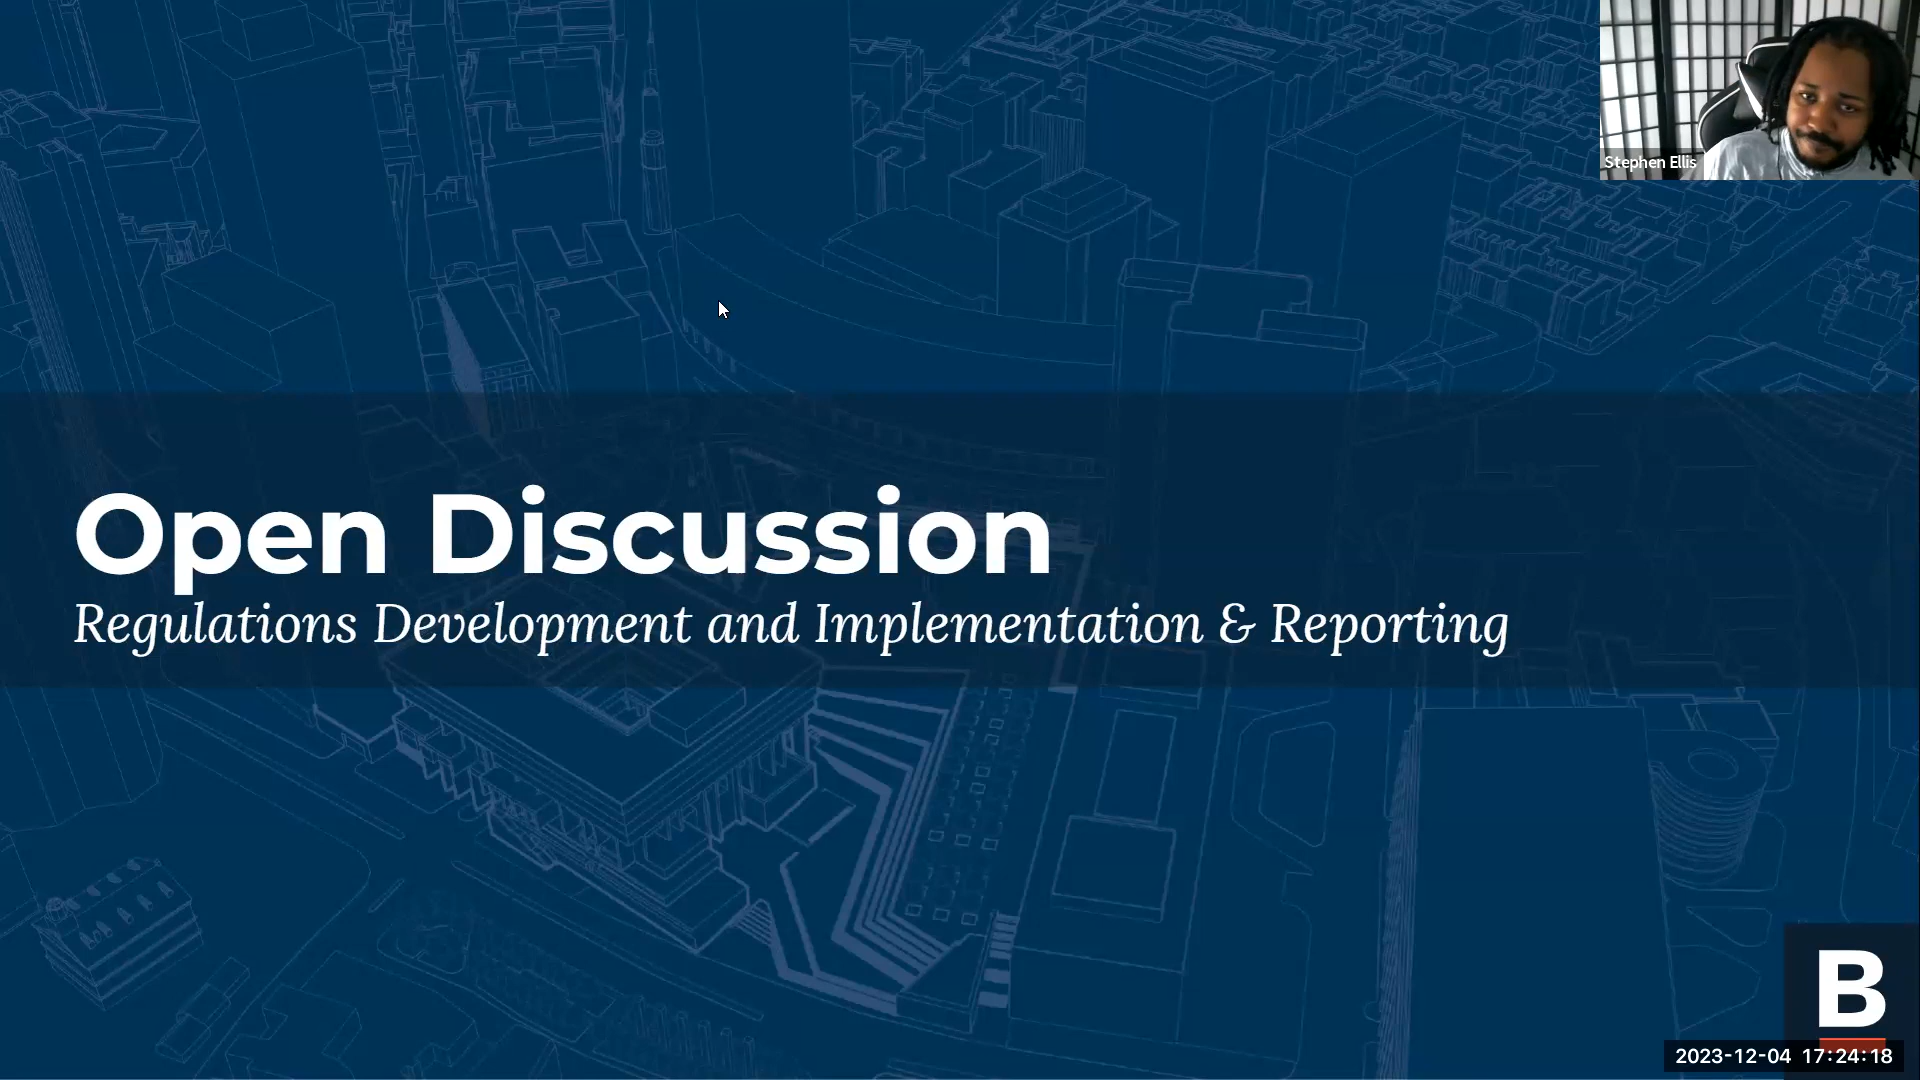 Stephen Ellis
Open Discussion
Regulations Development and Implementation & Reporting
B
2023-12-04 17:24:18